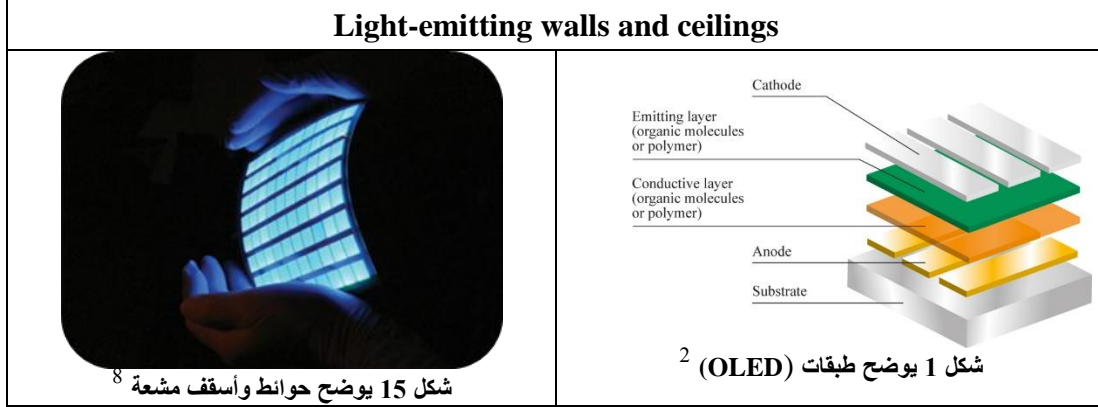 Light-emitting walls and ceilings
شكل 15 يوضح حوائط وأسقف مشعة 8
Cathode
Emitting layer
(organic molecules
or polymer)
Conductive layer
(organic molecules
or polymer)
Anode
Substrate
شكل 1 يوضح طبقات (OLED) 2